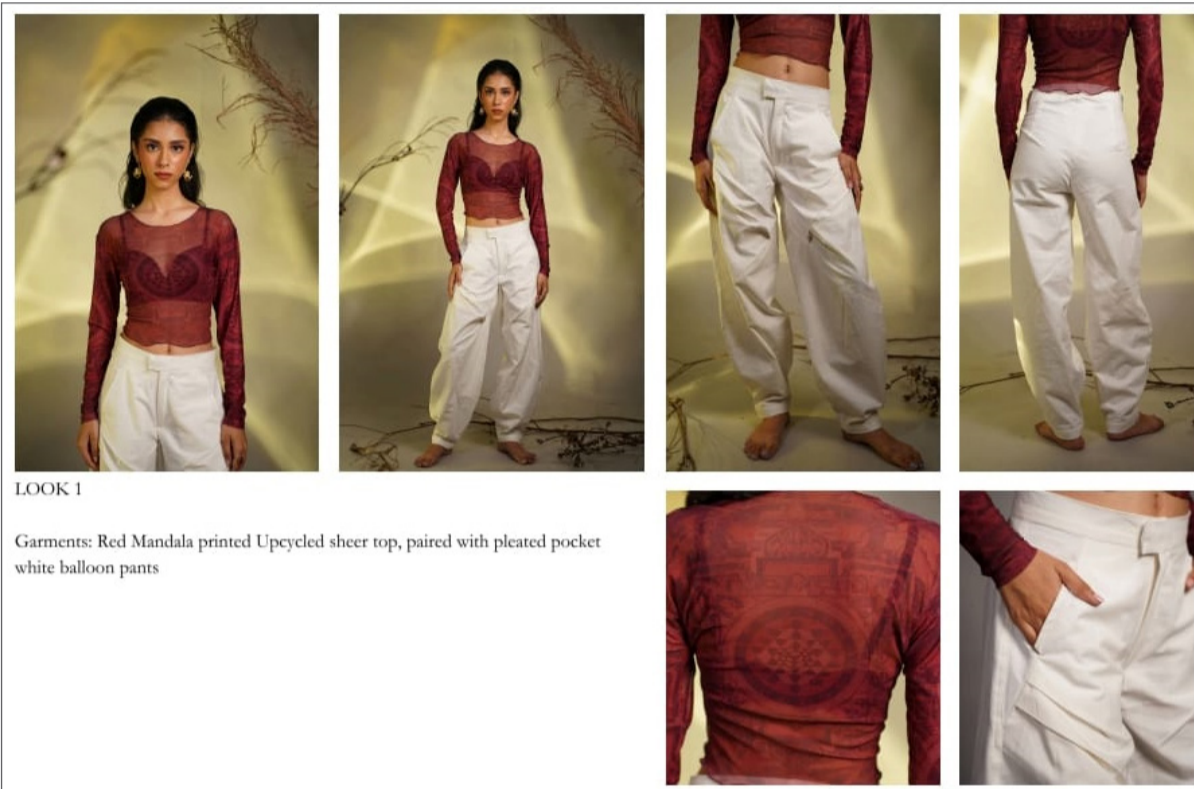 LOOK 1
Garments: Red Mandala printed Upcycled sheer top, paired with pleated pocket
white balloon pants